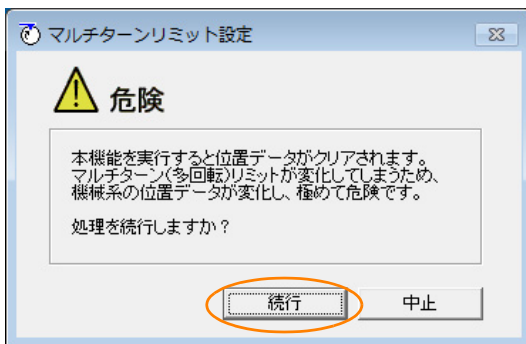 マルチターンリミット設定
危険
本機能を実行すると位置データがクリアされます。
マルチターン(多回転)リミットが変化してしまうため、
機械系の位置データが変化し、極めて危険です。
処理を続行しますか？
続行
中止